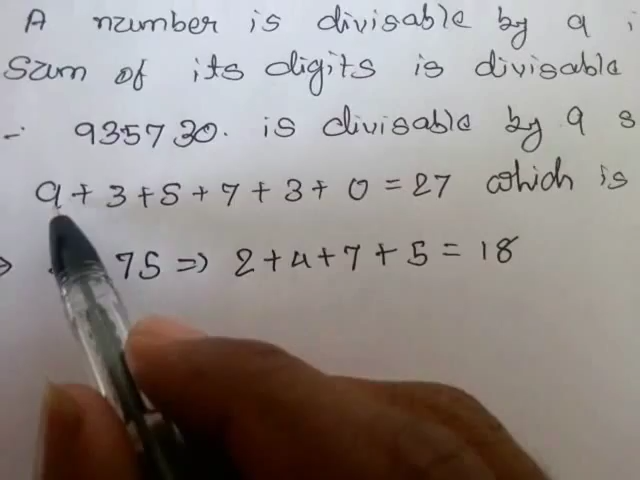 A number is divisable by 9 i
Sum of its digits is divisable
:- 935730. is divisable by 9 s
9+3+5+7+3+0=27 which is
75 => 2+4+7+5=18